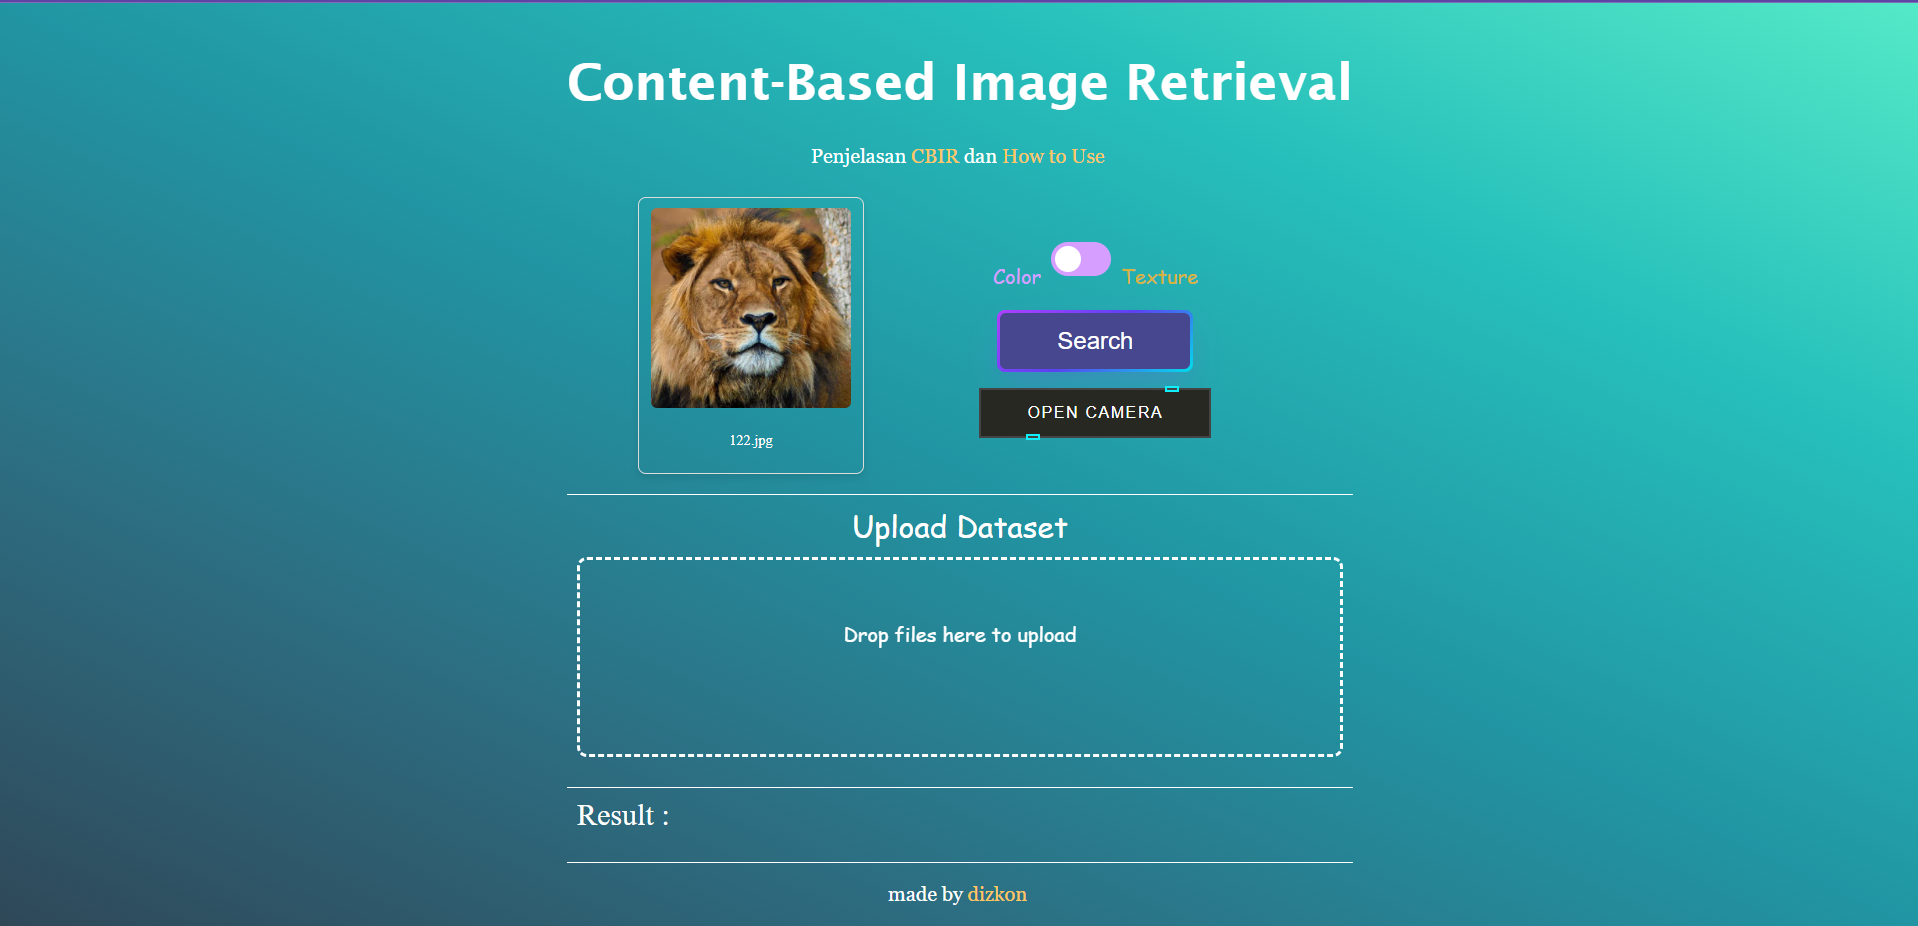 Content-Based Image Retrieval
Penjelasan CBIR dan How to Use
122.jpg
Color Texture
Search
OPEN CAMERA
Upload Dataset
Drop files here to upload
Result :
made by dizkon